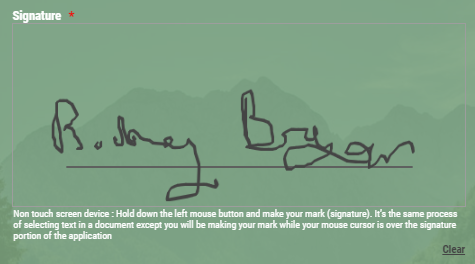 Signature *
Non touch screen device : Hold down the left mouse button and make your mark (signature). It's the same process
of selecting text in a document except you will be making your mark while your mouse cursor is over the signature
portion of the application
Clear